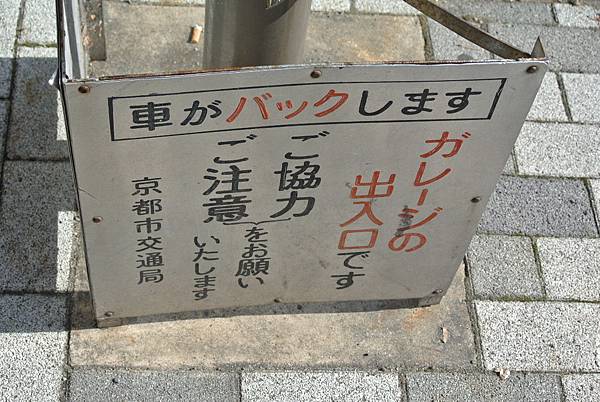 車がバックします
ガレージの
出入口です
ご協力
ご注意
をお願い
いたします
京都市交通局